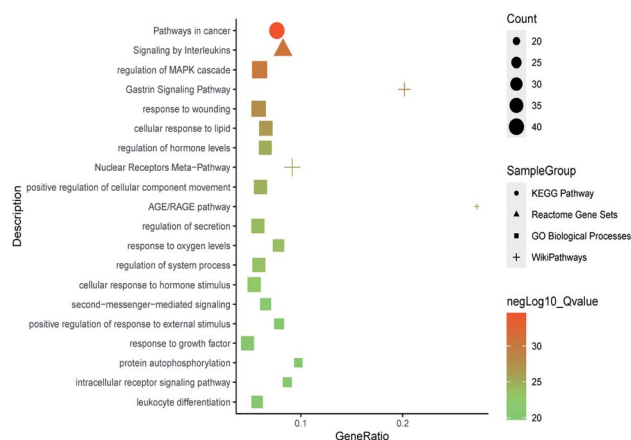 Pathways in cancer
Signaling by Interleukins
regulation of MAPK cascade
Gastrin Signaling Pathway
response to wounding
cellular response to lipid
regulation of hormone levels
Nuclear Receptors Meta-Pathway
positive regulation of cellular component movement
AGE/RAGE pathway
regulation of secretion
response to oxygen levels
regulation of system process
cellular response to hormone stimulus
second-messenger-mediated signaling
positive regulation of response to external stimulus
response to growth factor
protein autophosphorylation
intracellular receptor signaling pathway
leukocyte differentiation
Description
0.1 0.2
GeneRatio
Count
20
25
30
35
40
SampleGroup
KEGG Pathway
Reactome Gene Sets
GO Biological Processes
WikiPathways
negLog10_Qvalue
30
25
20